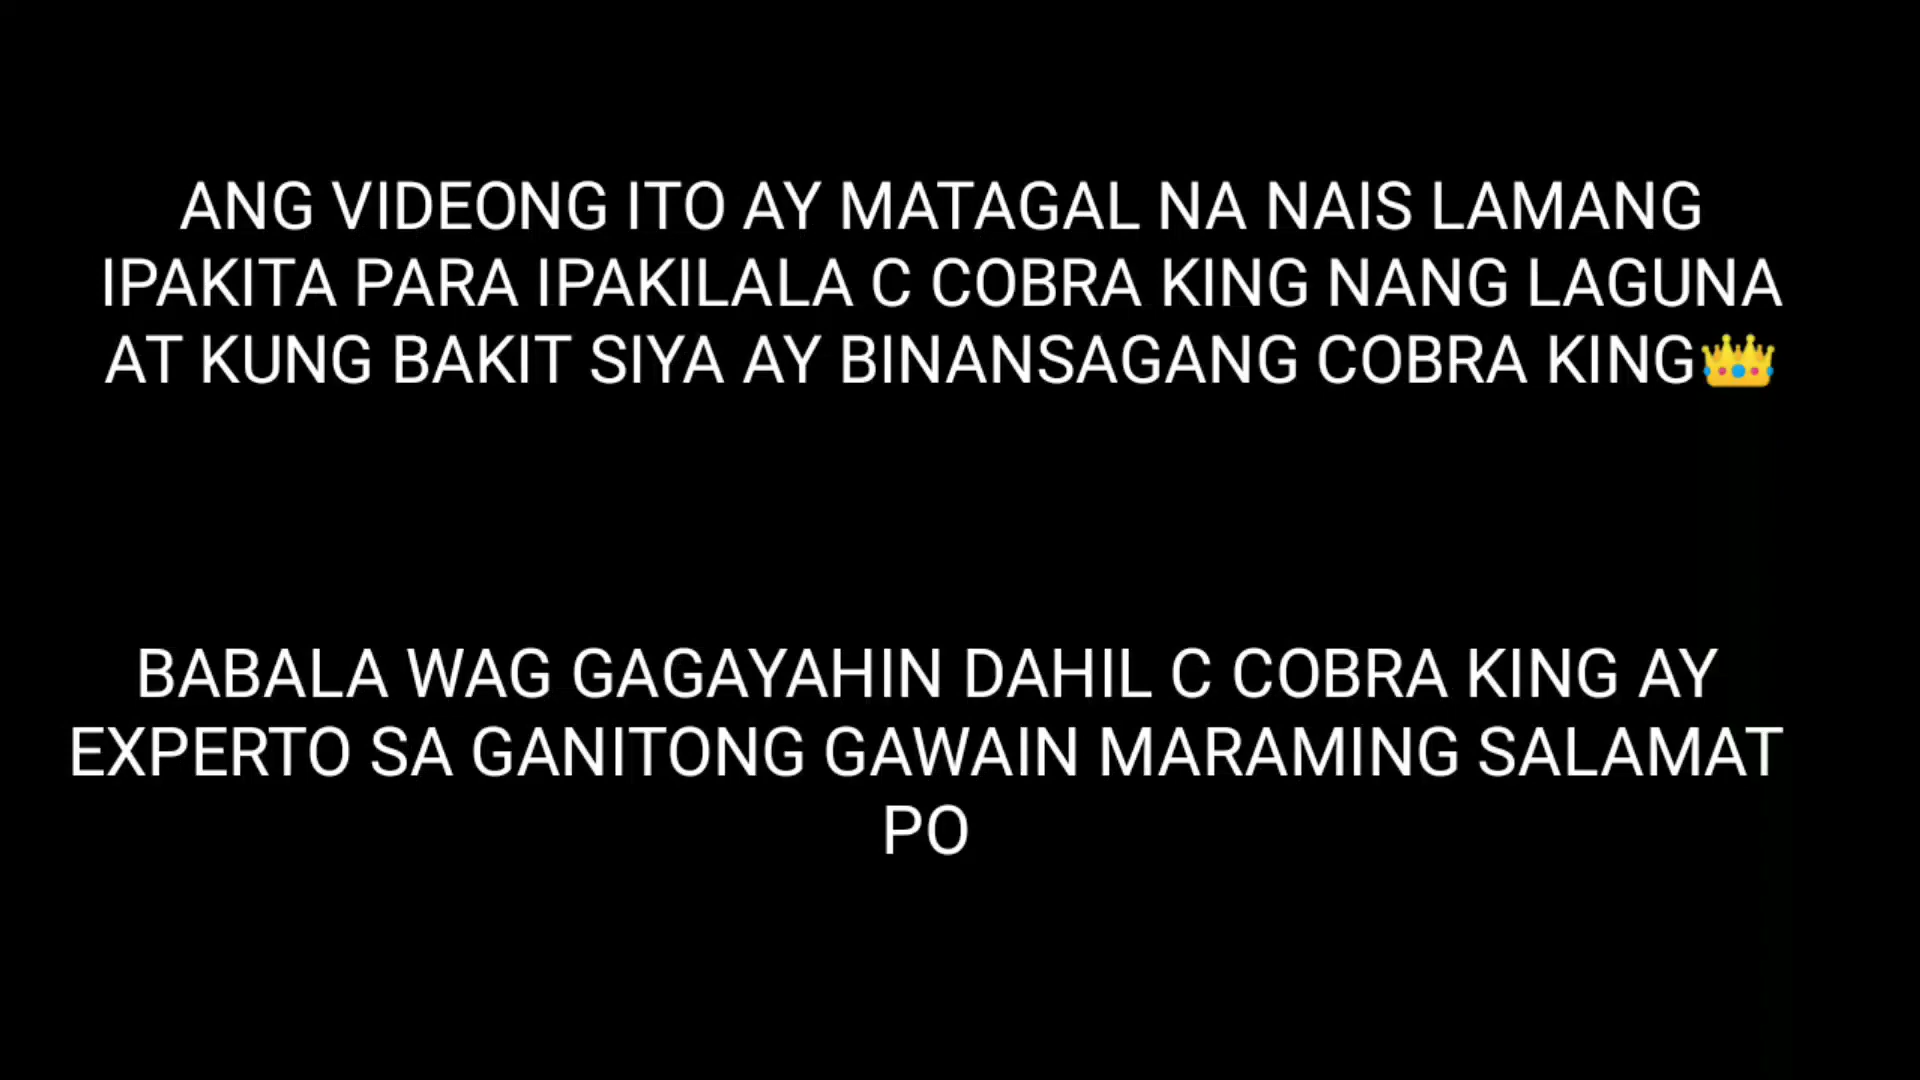 ANG VIDEONG ITO AY MATAGAL NA NAIS LAMANG
IPAKITA PARA IPAKILALA C COBRA KING NANG LAGUNA
AT KUNG BAKIT SIYA AY BINANSAGANG COBRA KING👑
BABALA WAG GAGAYAHIN DAHIL C COBRA KING AY
EXPERTO SA GANITONG GAWAIN MARAMING SALAMAT
PO